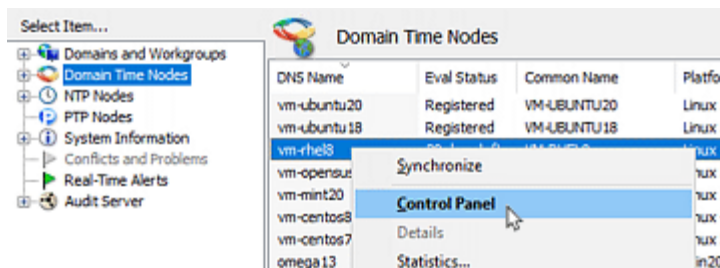 Select Item...
Domains and Workgroups
Domain Time Nodes
NTP Nodes
PTP Nodes
System Information
Conflicts and Problems
Real-Time Alerts
Audit Server
Domain Time Nodes
DNS Name Eval Status Common Name Platfo
vm-ubuntu20 Registered VM-UBUNTU20 Linux
vm-ubuntu18 Registered VM-UBUNTU18 Linux
vm-rhel8
vm-opensus
vm-mint20
vm-centos8
vm-centos7
omega13
Synchronize
Control Panel
Details
Statistics...